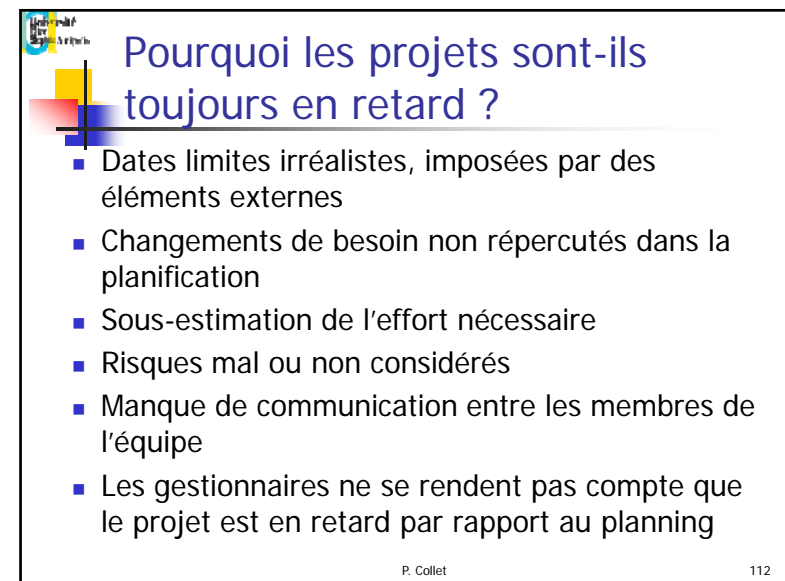 Université
Pourquoi les projets sont-ils
toujours en retard ?
Dates limites irréalistes, imposées par des
éléments externes
Changements de besoin non répercutés dans la
planification
Sous-estimation de l'effort nécessaire
Risques mal ou non considérés
Manque de communication entre les membres de
l'équipe
Les gestionnaires ne se rendent pas compte que
le projet est en retard par rapport au planning
P. Collet
112